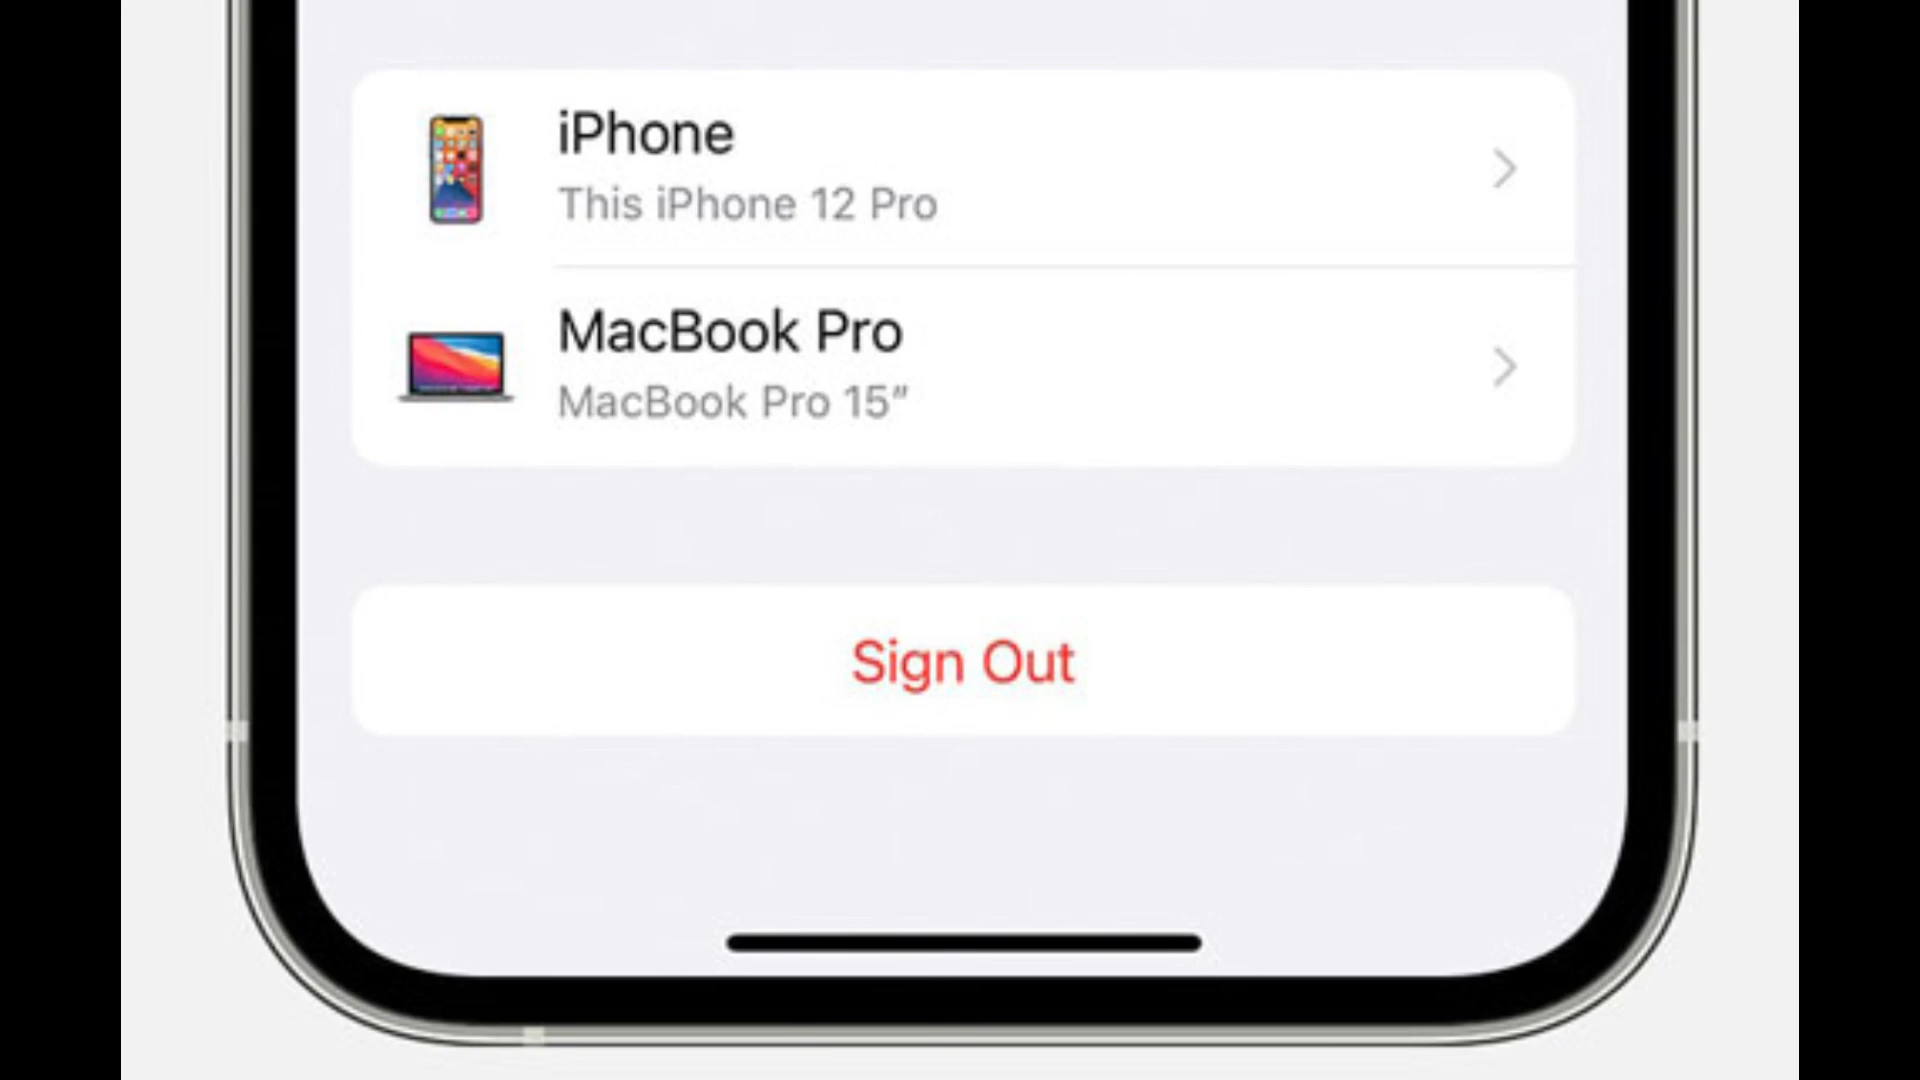 iPhone
This iPhone 12 Pro
MacBook Pro
MacBook Pro 15″
Sign Out